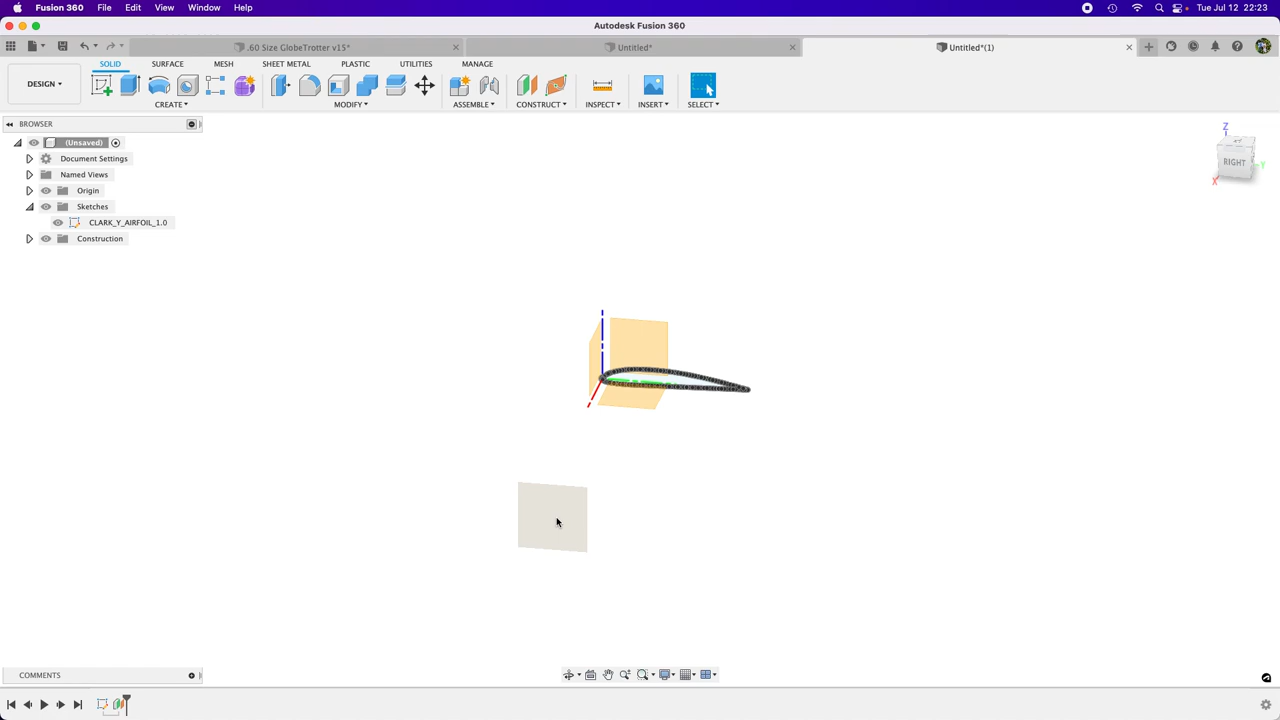 Fusion 360 File Edit View Window Help Tue Jul 12 22:23
Autodesk Fusion 360
.60 Size GlobeTrotter v15* Untitled* Untitled*(1)
SOLID SURFACE MESH SHEET METAL PLASTIC UTILITIES MANAGE
DESIGN
CREATE MODIFY ASSEMBLE CONSTRUCT INSPECT INSERT SELECT
BROWSER
(Unsaved)
Document Settings
Named Views
Origin
Sketches
CLARK_Y_AIRFOIL_1.0
Construction
Z
RIGHT
Y
X
COMMENTS